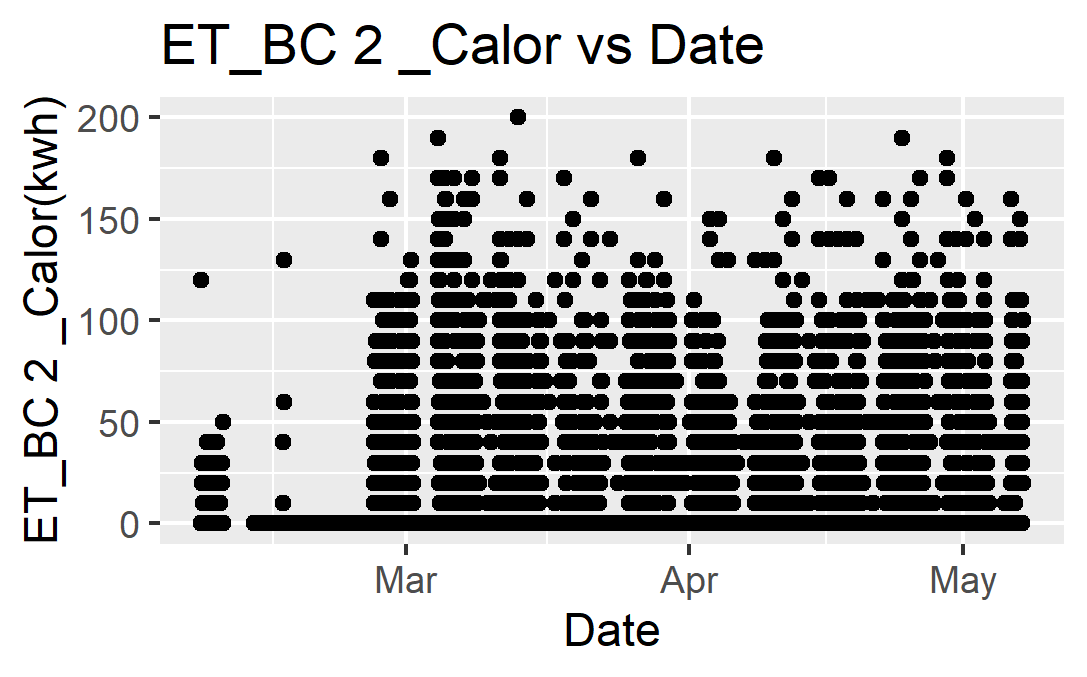 ET_BC 2 _Calor vs Date
ET_BC 2 _Calor(kwh)
200
150
100
50
0
Mar Apr May
Date